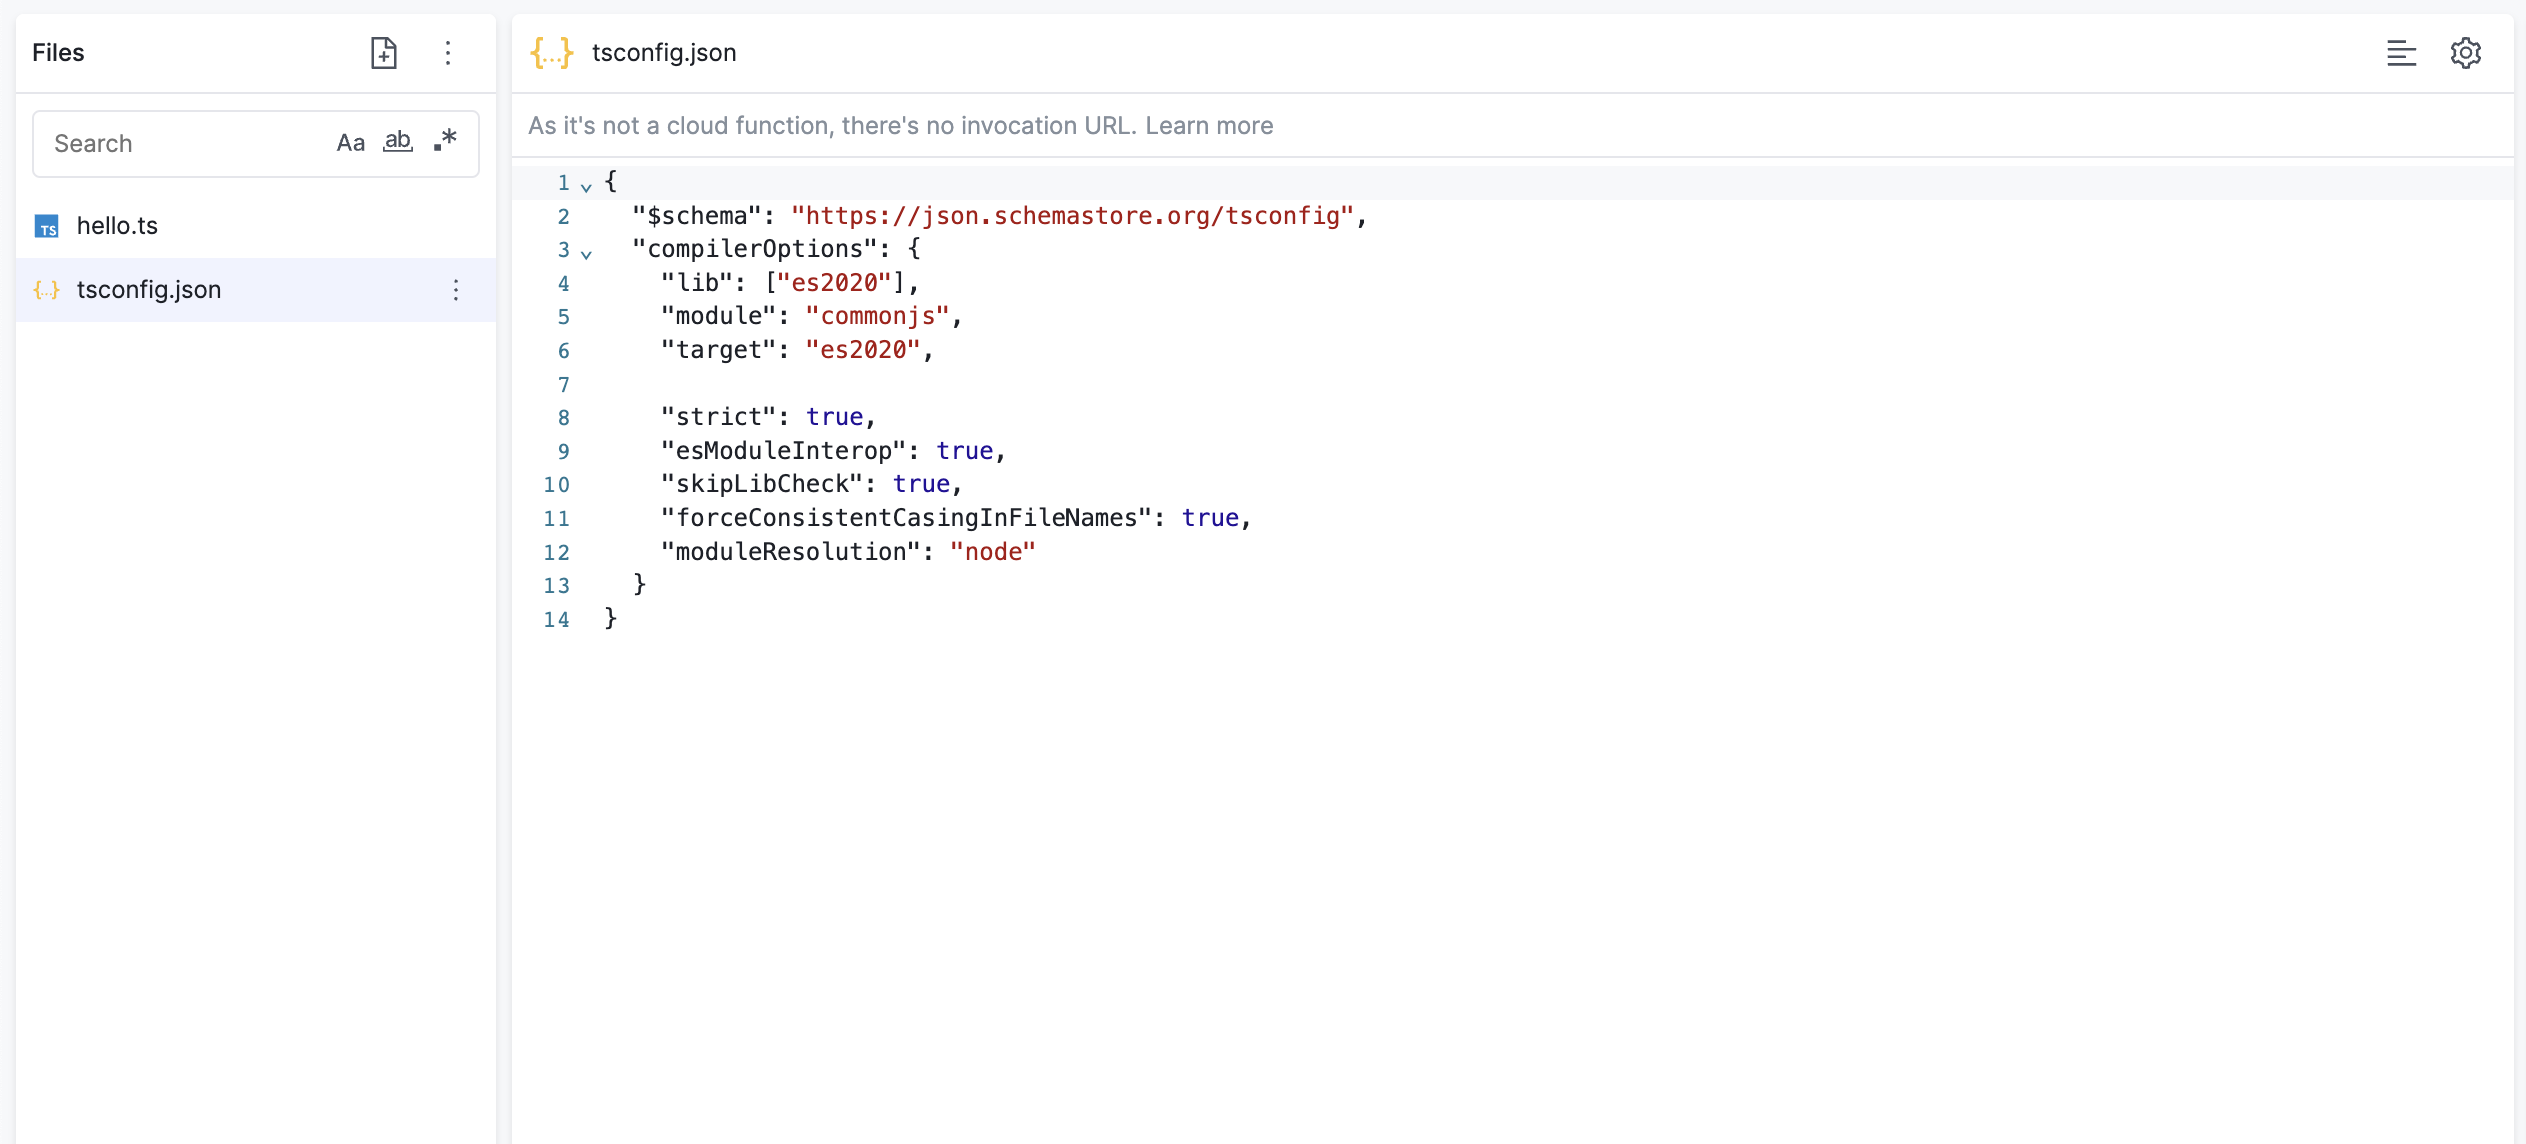 Files
Search Aa ab .*
TS hello.ts
{...} tsconfig.json
{...} tsconfig.json
As it's not a cloud function, there's no invocation URL. Learn more
1 {
2 "$schema": "https://json.schemastore.org/tsconfig",
3 "compilerOptions": {
4 "lib": ["es2020"],
5 "module": "commonjs",
6 "target": "es2020",
7
8 "strict": true,
9 "esModuleInterop": true,
10 "skipLibCheck": true,
11 "forceConsistentCasingInFileNames": true,
12 "moduleResolution": "node"
13 }
14 }